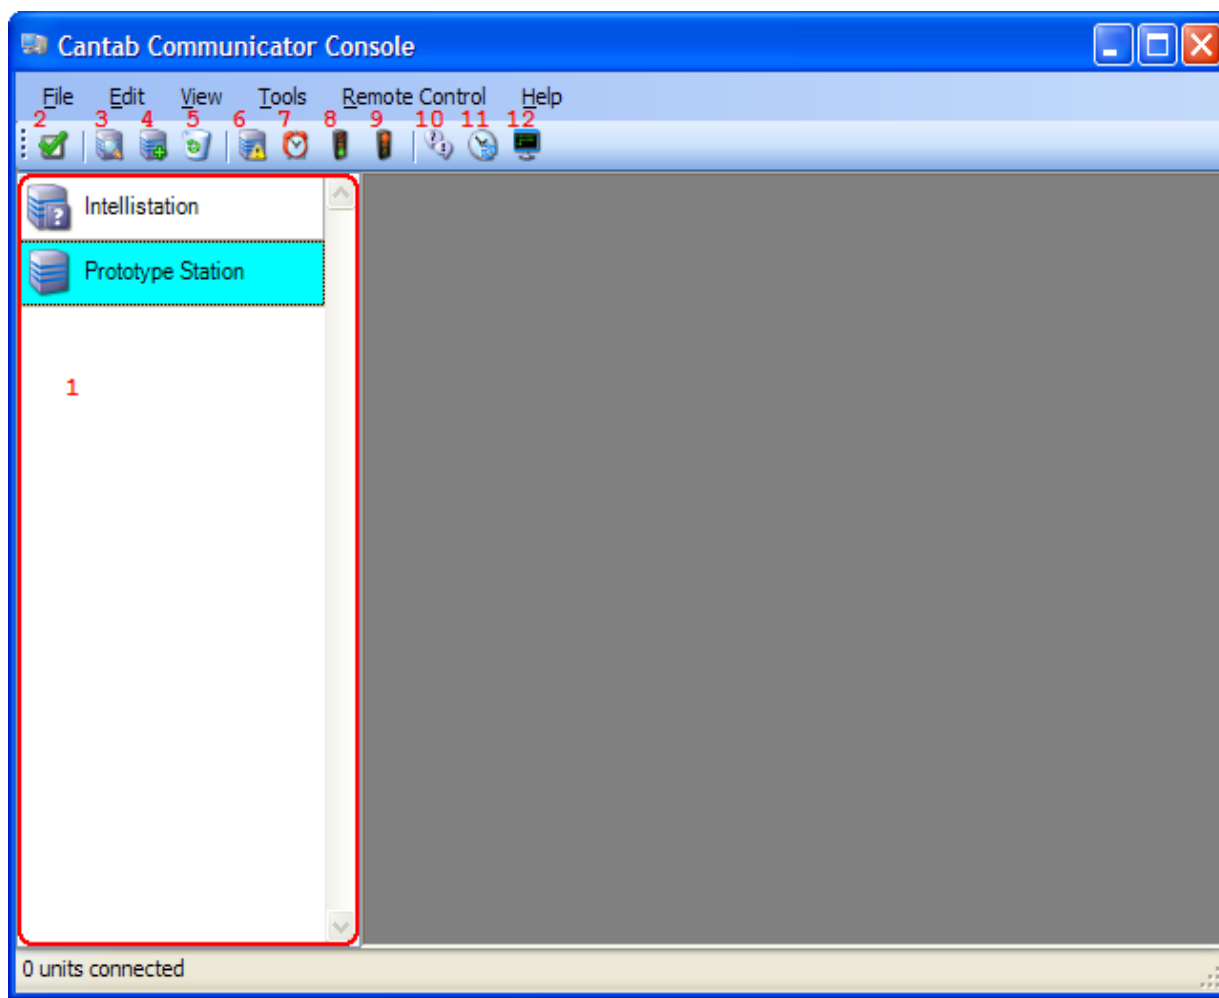 Cantab Communicator Console
File Edit View Tools Remote Control Help
2 3 4 5 6 7 8 9 10 11 12
Intellistation
Prototype Station
1
0 units connected